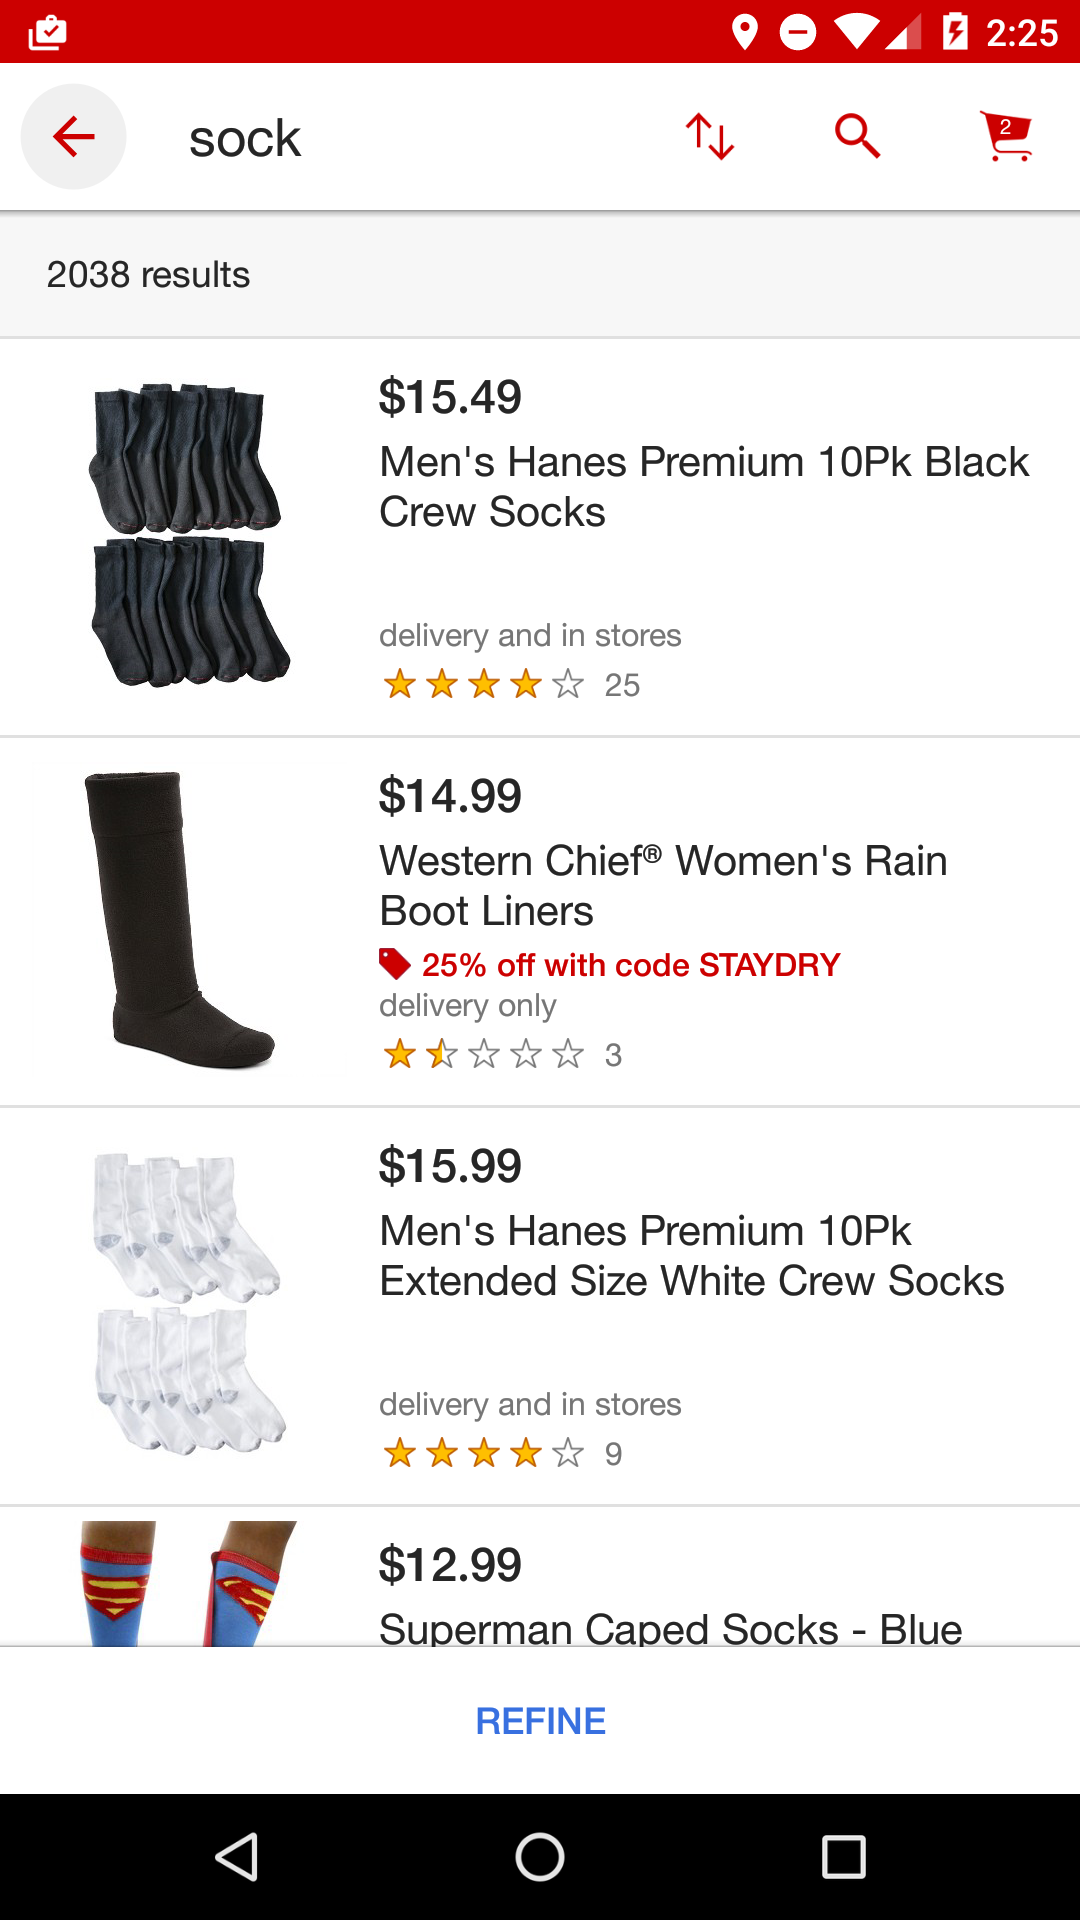 2:25
sock
2
2038 results
$15.49
Men's Hanes Premium 10Pk Black
Crew Socks
delivery and in stores
25
$14.99
Western Chief® Women's Rain
Boot Liners
25% off with code STAYDRY
delivery only
3
$15.99
Men's Hanes Premium 10Pk
Extended Size White Crew Socks
delivery and in stores
9
$12.99
Superman Caped Socks - Blue
REFINE